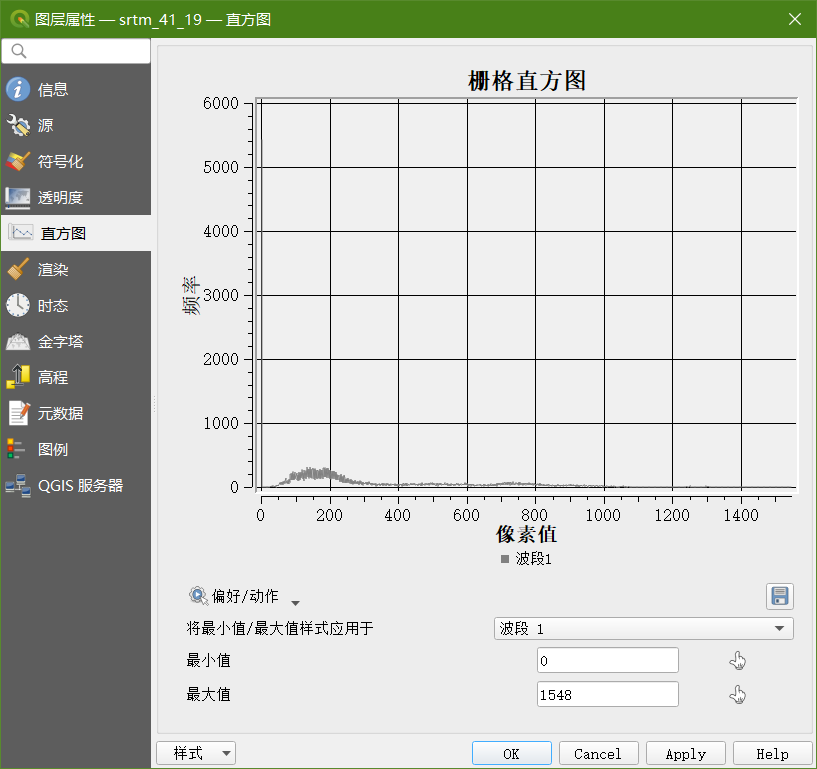 图层属性 — srtm_41_19 — 直方图
信息
源
符号化
透明度
直方图
渲染
时态
金字塔
高程
元数据
图例
QGIS 服务器
栅格直方图
6000
5000
4000
3000
2000
1000
0
频率
0 200 400 600 800 1000 1200 1400
像素值
波段1
偏好/动作
将最小值/最大值样式应用于 波段 1
最小值 0
最大值 1548
样式 OK Cancel Apply Help